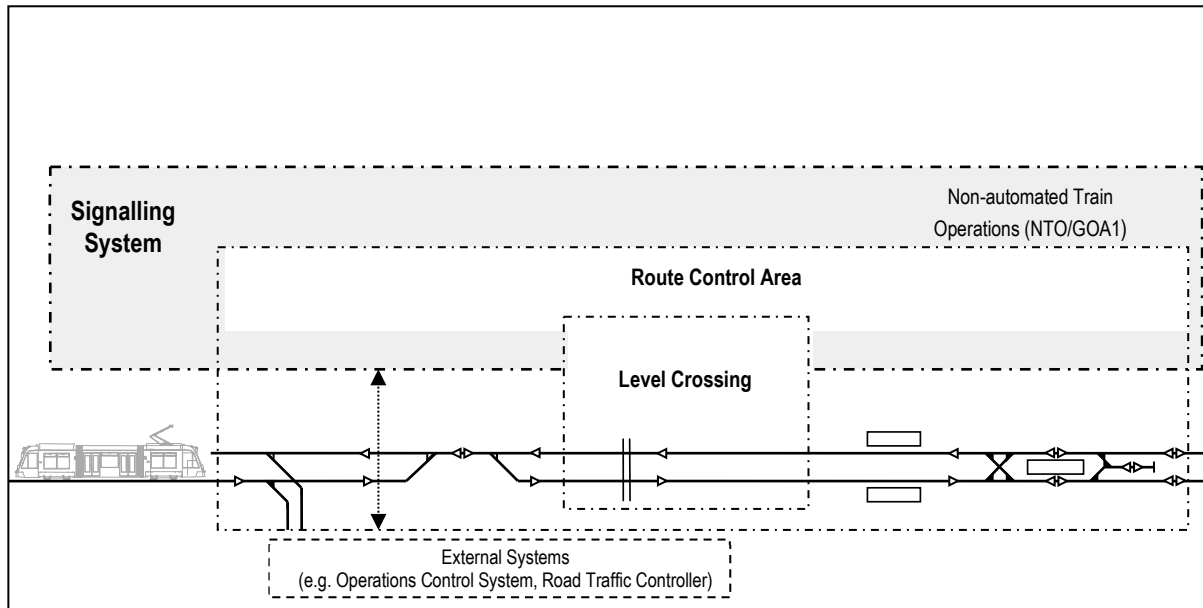 Signalling
System
Non-automated Train
Operations (NTO/GOA1)
Route Control Area
Level Crossing
External Systems
(e.g. Operations Control System, Road Traffic Controller)